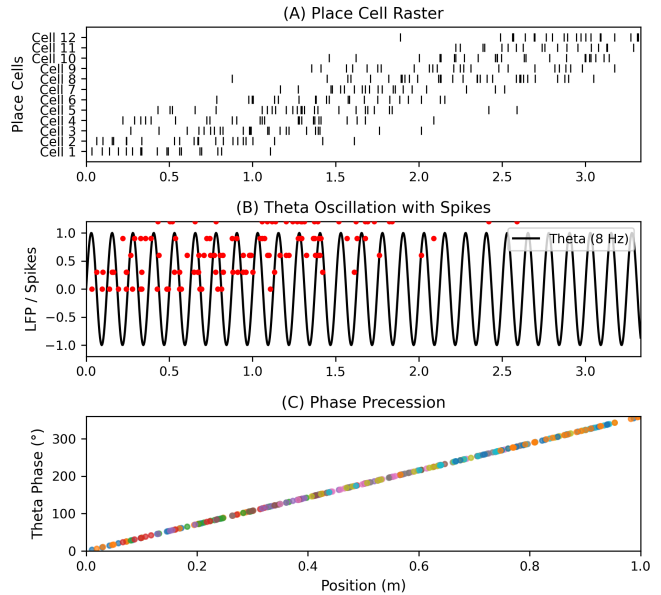 (A) Place Cell Raster
Place Cells
Cell 12
Cell 11
Cell 10
Cell 9
Cell 8
Cell 7
Cell 6
Cell 5
Cell 4
Cell 3
Cell 2
Cell 1
0.0 0.5 1.0 1.5 2.0 2.5 3.0
(B) Theta Oscillation with Spikes
LFP / Spikes
1.0
0.5
0.0
−0.5
−1.0
Theta (8 Hz)
0.0 0.5 1.0 1.5 2.0 2.5 3.0
(C) Phase Precession
Theta Phase (°)
300
200
100
0
0.0 0.2 0.4 0.6 0.8 1.0
Position (m)